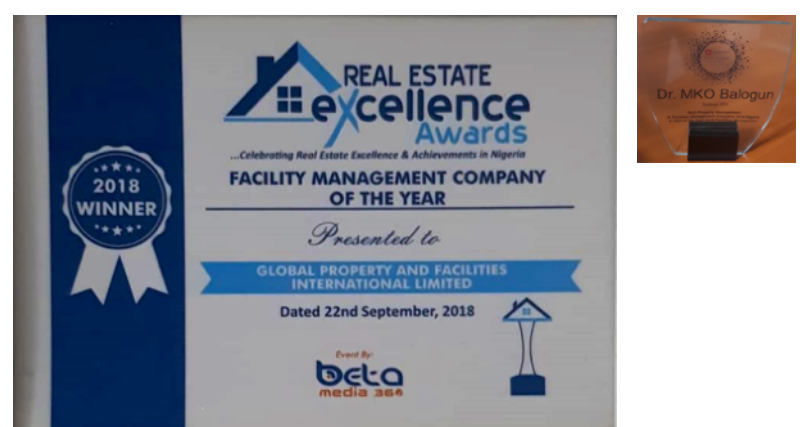 REAL ESTATE
excellence
Awards
...Celebrating Real Estate Excellence & Achievements in Nigeria
FACILITY MANAGEMENT COMPANY
OF THE YEAR
2018
WINNER
Presented to
GLOBAL PROPERTY AND FACILITIES
INTERNATIONAL LIMITED
Dated 22nd September, 2018
Event By:
beta
media 36
Dr. MKO Balogun